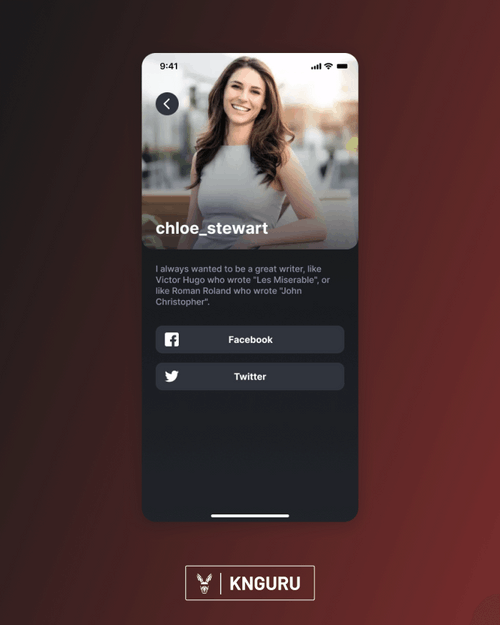 9:41
chloe_stewart
I always wanted to be a great writer, like
Victor Hugo who wrote "Les Miserable", or
like Roman Roland who wrote "John
Christopher".
Facebook
Twitter
KNGURU